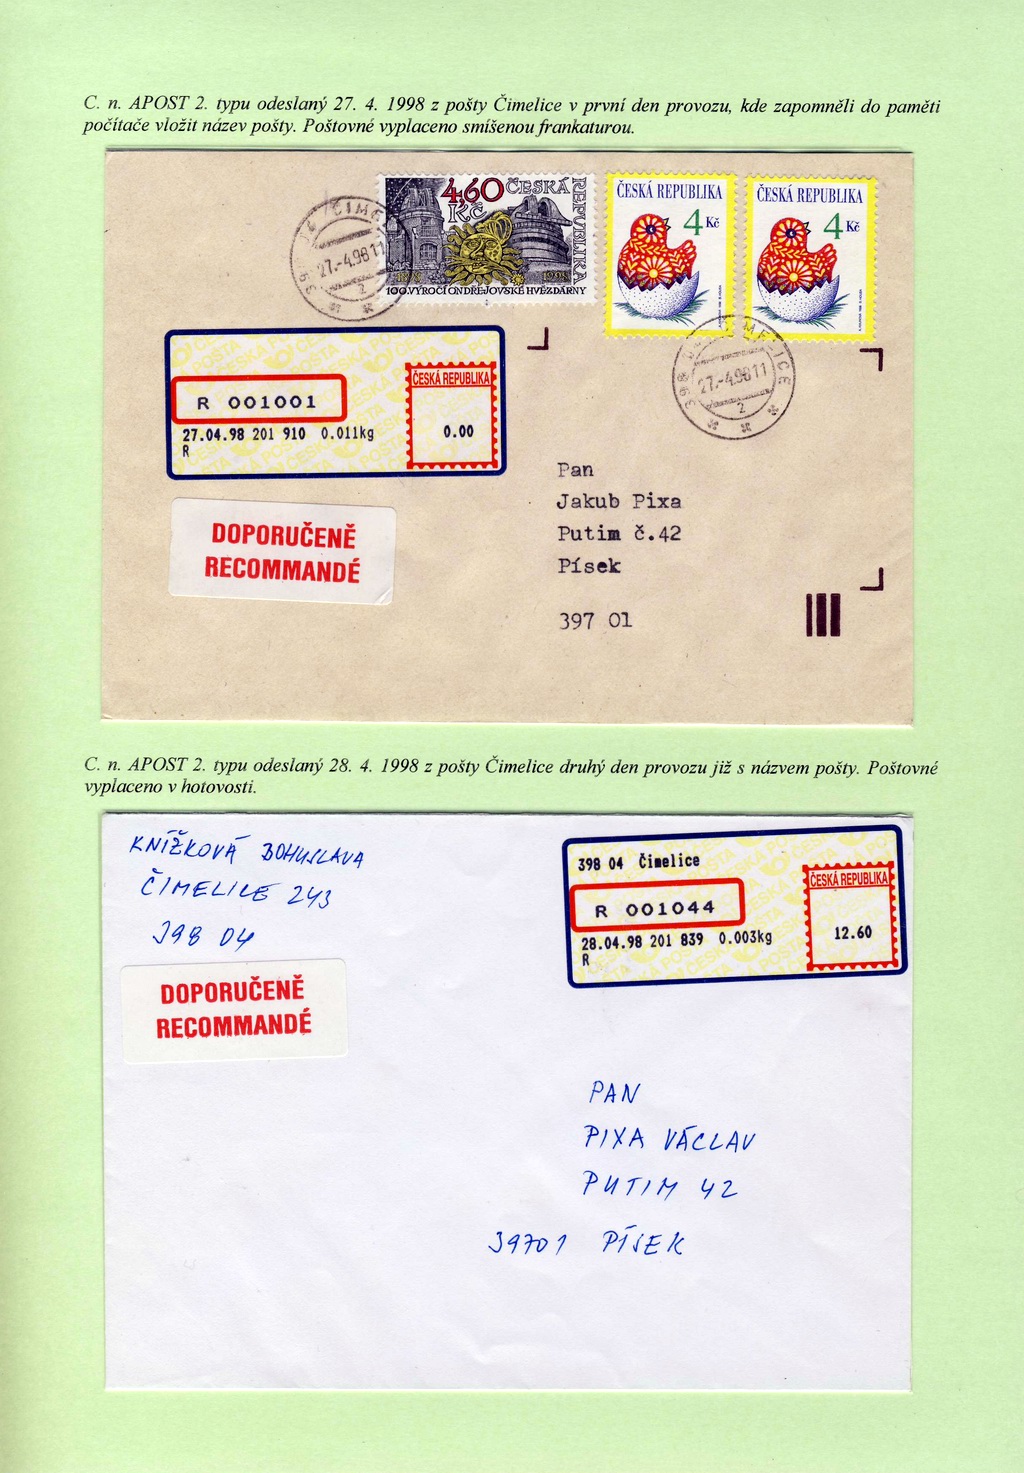 C. n. APOST 2. typu odeslaný 27. 4. 1998 z pošty Čimelice v první den provozu, kde zapomněli do paměti
počítače vložit název pošty. Poštovné vyplaceno smíšenou frankaturou.
4,60 Kč
ČESKÁ REPUBLIKA
1898
1998
100.VÝROČÍ ONDŘEJOVSKÉ HVĚZDÁRNY
ČESKÁ REPUBLIKA
4 Kč
ČESKÁ REPUBLIKA
4 Kč
27.-4.98 11
2
398 04 ČIMELICE
27.-4.98 11
2
R 001001
ČESKÁ REPUBLIKA
27.04.98 201 910 0.011kg
0.00
R
DOPORUČENĚ
RECOMMANDÉ
Pan
Jakub Pixa
Putim č.42
Písek
397 01
C. n. APOST 2. typu odeslaný 28. 4. 1998 z pošty Čimelice druhý den provozu již s názvem pošty. Poštovné
vyplaceno v hotovosti.
KNÍŽKOVÁ BOHUSLAVA
ČIMELICE 243
398 04
398 04 Čimelice
R 001044
ČESKÁ REPUBLIKA
28.04.98 201 839 0.003kg
12.60
R
DOPORUČENĚ
RECOMMANDÉ
PAN
PIXA VÁCLAV
PUTIM 42
39701 PÍSEK